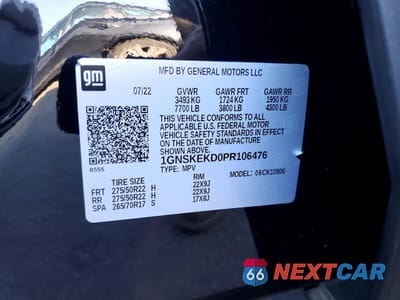 gm
MFD BY GENERAL MOTORS LLC
07/22 GVWR GAWR FRT GAWR RR
3493 KG 1724 KG 1950 KG
7700 LB 3800 LB 4300 LB
THIS VEHICLE CONFORMS TO ALL
APPLICABLE U.S. FEDERAL MOTOR
VEHICLE SAFETY STANDARDS IN EFFECT ON
THE DATE OF MANUFACTURE SHOWN ABOVE.
1GNSKEKD0PR106476
8555 TYPE: MPV
TIRE SIZE RIM MODEL: 06CK10906
FRT 275/50R22 H 22X9J
RR 275/50R22 H 22X9J
SPA 265/70R17 S 17X8J
66 NEXTCAR